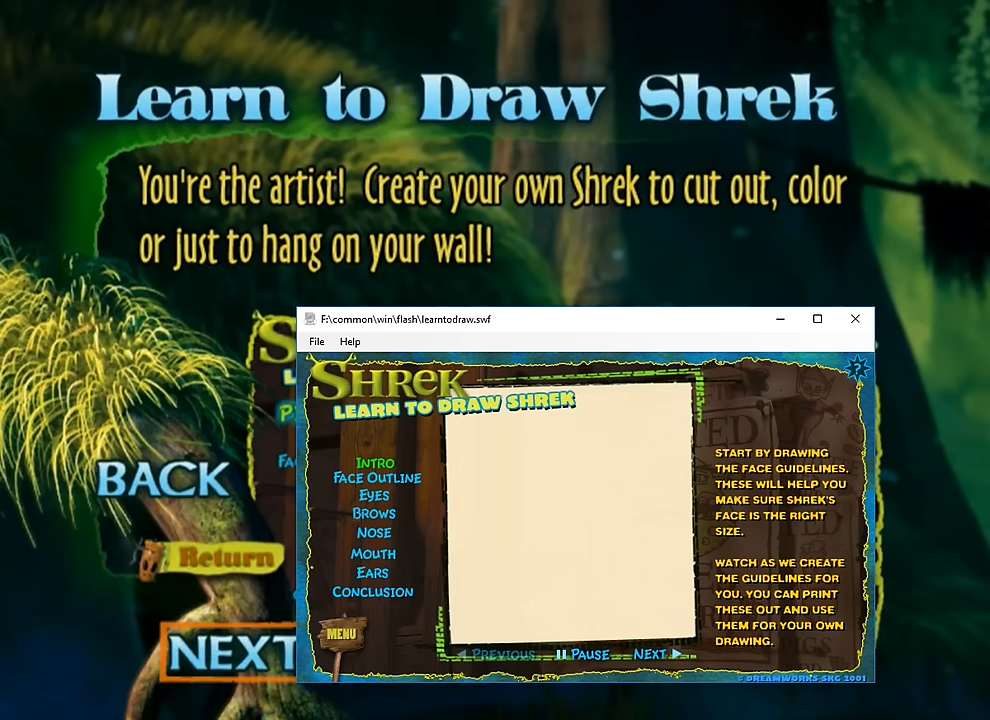 Learn to Draw Shrek
You're the artist! Create your own Shrek to cut out, color
or just to hang on your wall!
F:\common\win\flash\learntodraw.swf
File Help
SHREK
LEARN TO DRAW SHREK
?
INTRO
FACE OUTLINE
EYES
BROWS
NOSE
MOUTH
EARS
CONCLUSION
MENU
START BY DRAWING
THE FACE GUIDELINES.
THESE WILL HELP YOU
MAKE SURE SHREK'S
FACE IS THE RIGHT
SIZE.
WATCH AS WE CREATE
THE GUIDELINES FOR
YOU. YOU CAN PRINT
THESE OUT AND USE
THEM FOR YOUR OWN
DRAWING.
PREVIOUS PAUSE NEXT
© DREAMWORKS SKG 2001
BACK
Return
NEXT